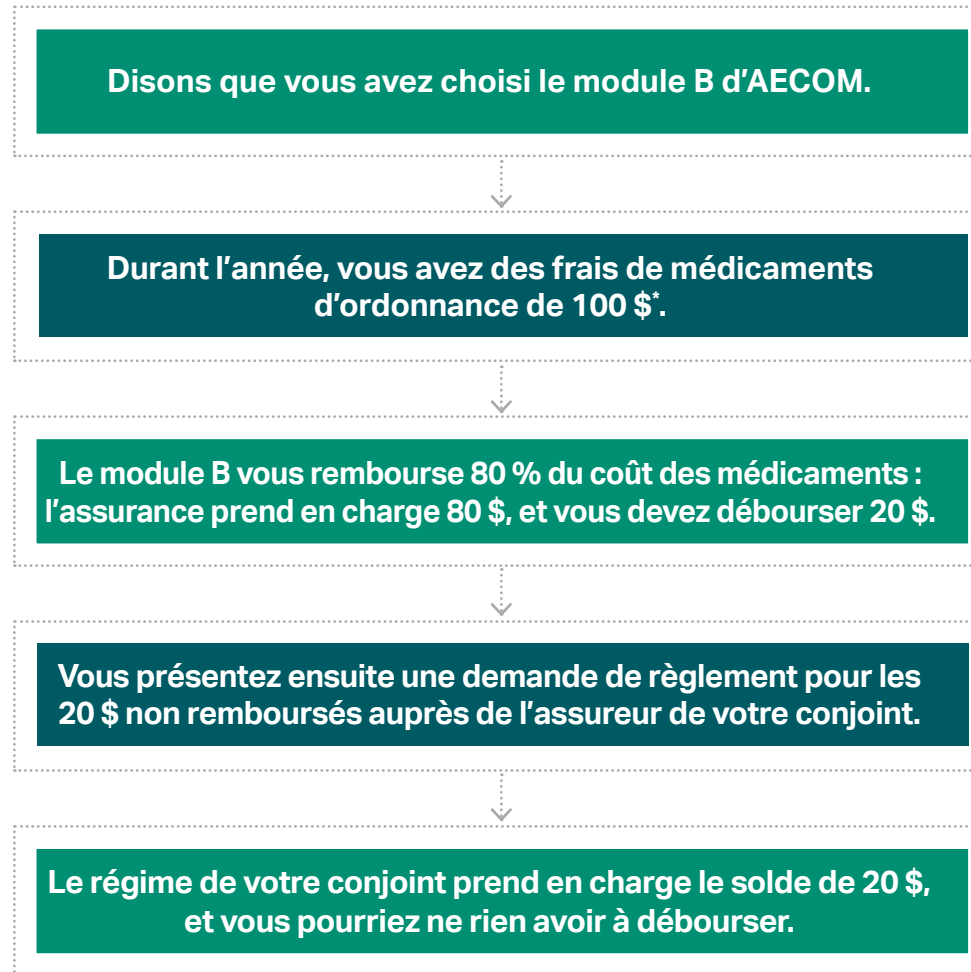 Disons que vous avez choisi le module B d’AECOM.
Durant l’année, vous avez des frais de médicaments
d’ordonnance de 100 $*.
Le module B vous rembourse 80 % du coût des médicaments :
l’assurance prend en charge 80 $, et vous devez débourser 20 $.
Vous présentez ensuite une demande de règlement pour les
20 $ non remboursés auprès de l’assureur de votre conjoint.
Le régime de votre conjoint prend en charge le solde de 20 $,
et vous pourriez ne rien avoir à débourser.